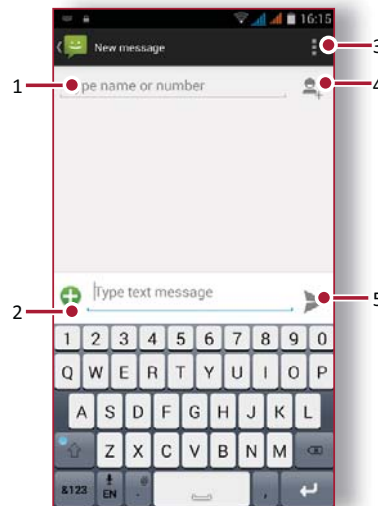 16:15
New message
3
1
pe name or number
4
2
Type text message
5
1 2 3 4 5 6 7 8 9 0
Q W E R T Y U I O P
A S D F G H J K L
Z X C V B N M
&123 EN . @ ,